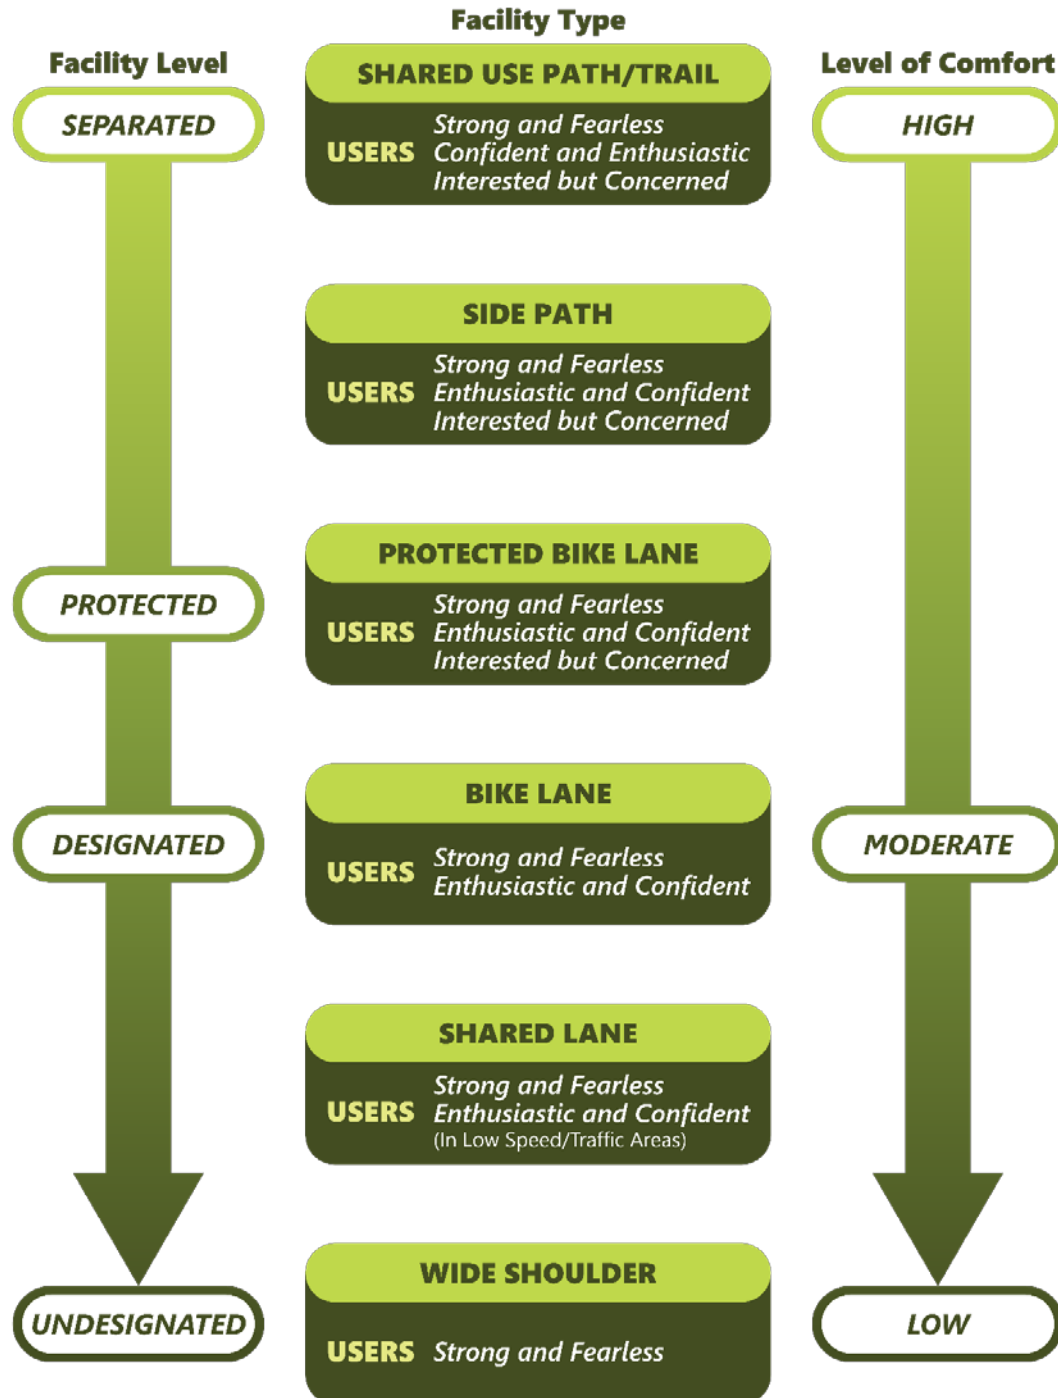 Facility Type
Facility Level
Level of Comfort
SHARED USE PATH/TRAIL
SEPARATED
USERS
Strong and Fearless
Confident and Enthusiastic
Interested but Concerned
HIGH
SIDE PATH
USERS
Strong and Fearless
Enthusiastic and Confident
Interested but Concerned
PROTECTED BIKE LANE
PROTECTED
USERS
Strong and Fearless
Enthusiastic and Confident
Interested but Concerned
BIKE LANE
DESIGNATED
USERS
Strong and Fearless
Enthusiastic and Confident
MODERATE
SHARED LANE
USERS
Strong and Fearless
Enthusiastic and Confident
(In Low Speed/Traffic Areas)
WIDE SHOULDER
UNDESIGNATED
USERS
Strong and Fearless
LOW